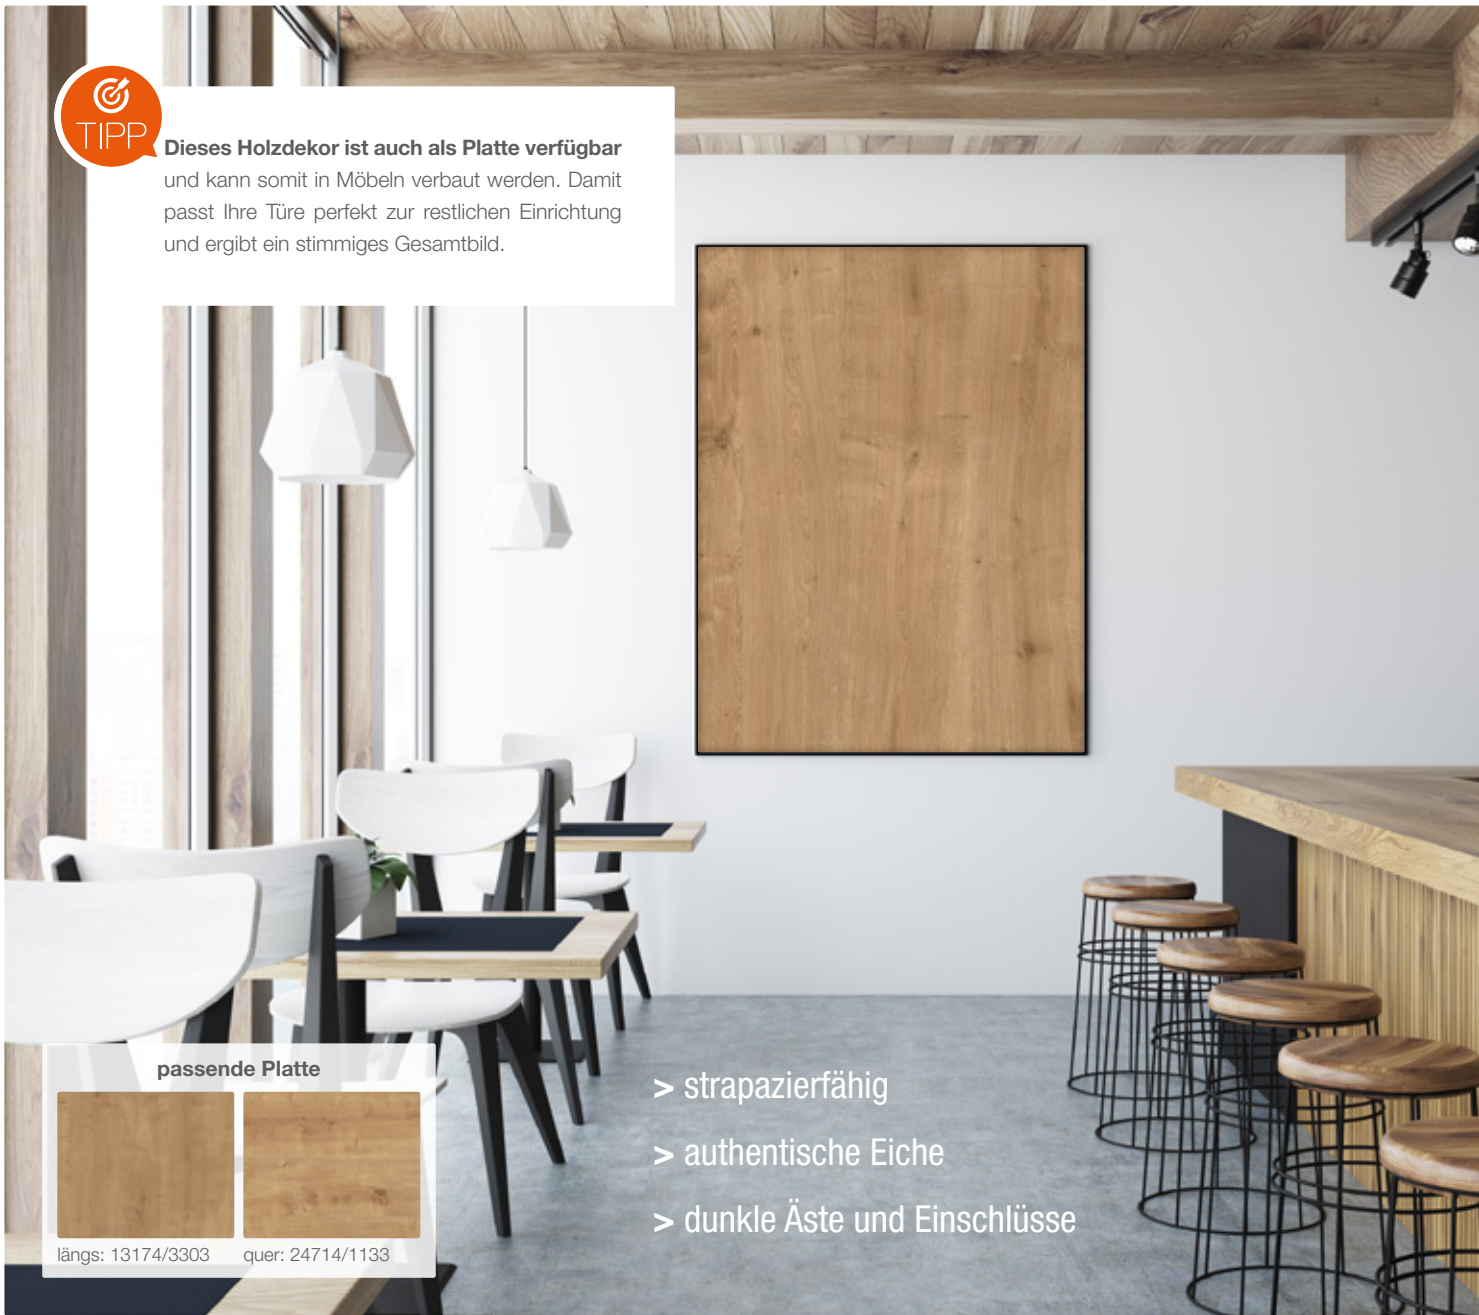 TIPP
Dieses Holzdekor ist auch als Platte verfügbar
und kann somit in Möbeln verbaut werden. Damit
passt Ihre Türe perfekt zur restlichen Einrichtung
und ergibt ein stimmiges Gesamtbild.
passende Platte
längs: 13174/3303 quer: 24714/1133
> strapazierfähig
> authentische Eiche
> dunkle Äste und Einschlüsse